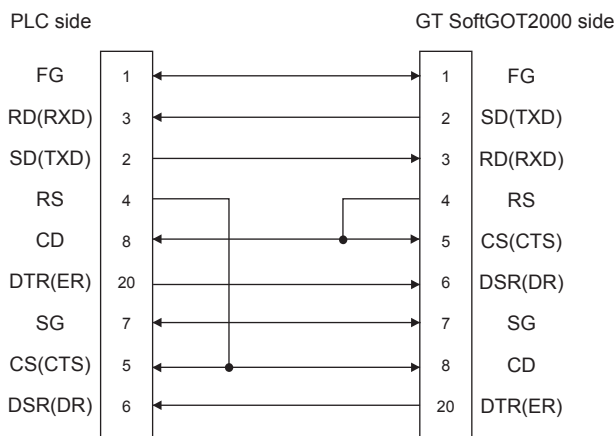 PLC side GT SoftGOT2000 side
FG 1 1 FG
RD(RXD) 3 2 SD(TXD)
SD(TXD) 2 3 RD(RXD)
RS 4 4 RS
CD 8 5 CS(CTS)
DTR(ER) 20 6 DSR(DR)
SG 7 7 SG
CS(CTS) 5 8 CD
DSR(DR) 6 20 DTR(ER)